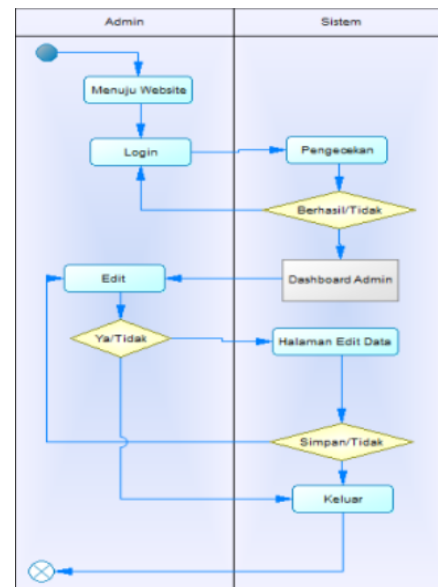 Admin
Sistem
Menuju Website
Login
Pengecekan
Berhasil/Tidak
Dashboard Admin
Edit
Ya/Tidak
Halaman Edit Data
Simpan/Tidak
Keluar